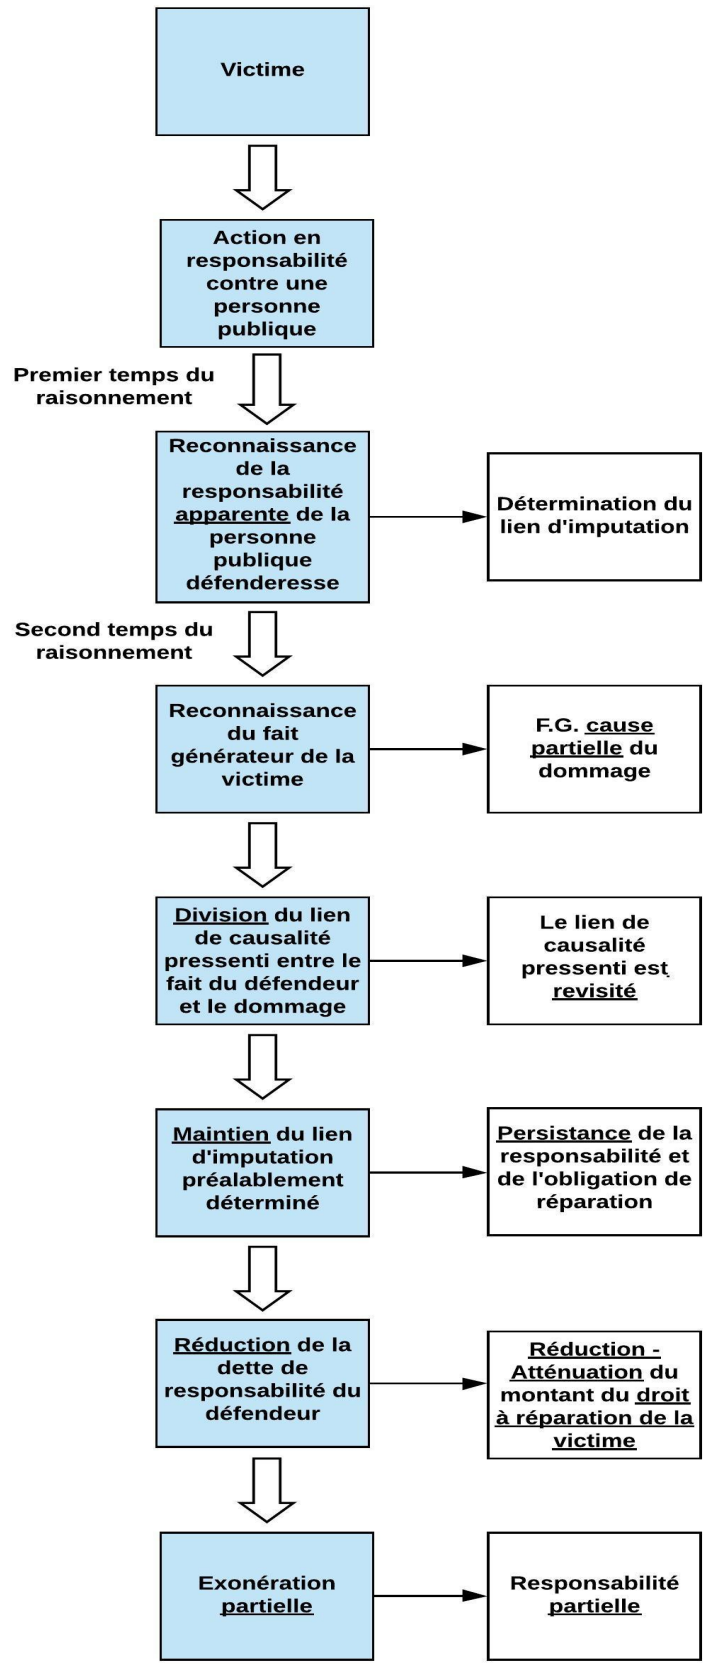 Victime
Action en
responsabilité
contre une
personne
publique
Premier temps du
raisonnement
Reconnaissance
de la
responsabilité
apparente de la
personne
publique
défenderesse
Détermination du
lien d'imputation
Second temps du
raisonnement
Reconnaissance
du fait
générateur de la
victime
F.G. cause
partielle du
dommage
Division du lien
de causalité
pressenti entre le
fait du défendeur
et le dommage
Le lien de
causalité
pressenti est
revisité
Maintien du lien
d'imputation
préalablement
déterminé
Persistance de la
responsabilité et
de l'obligation de
réparation
Réduction de la
dette de
responsabilité du
défendeur
Réduction -
Atténuation du
montant du droit
à réparation de la
victime
Exonération
partielle
Responsabilité
partielle